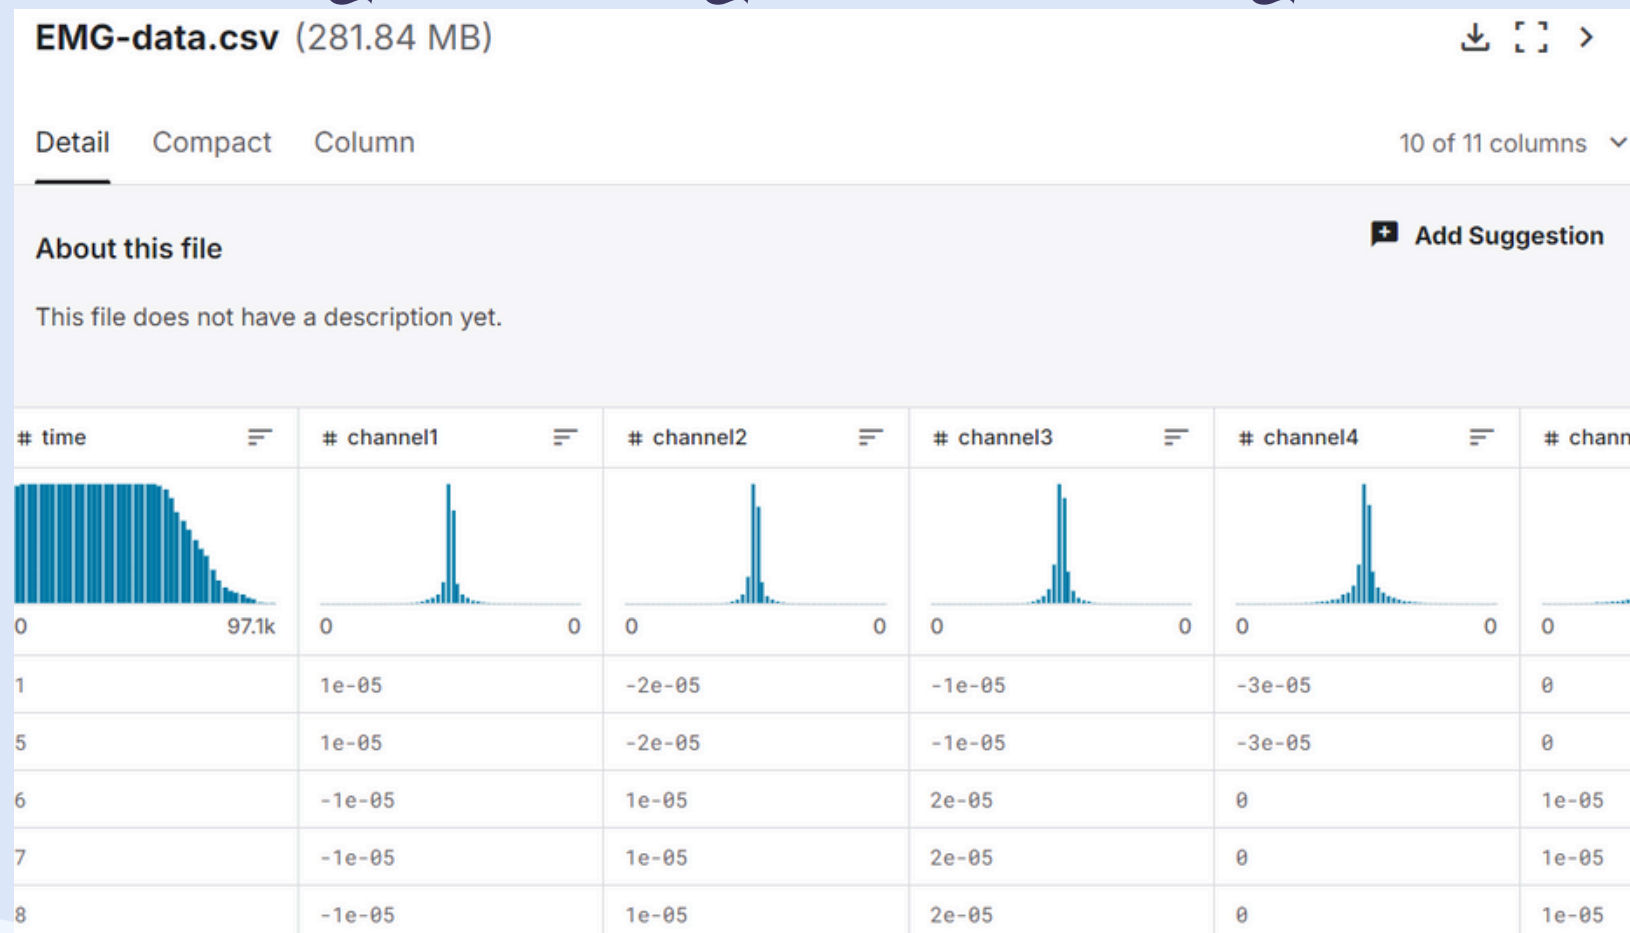 EMG-data.csv (281.84 MB)
Detail Compact Column 10 of 11 columns
About this file
Add Suggestion
This file does not have a description yet.
# time # channel1 # channel2 # channel3 # channel4 # chann
0 97.1k 0 0 0 0 0 0 0 0 0
1 1e-05 -2e-05 -1e-05 -3e-05 0
5 1e-05 -2e-05 -1e-05 -3e-05 0
6 -1e-05 1e-05 2e-05 0 1e-05
7 -1e-05 1e-05 2e-05 0 1e-05
8 -1e-05 1e-05 2e-05 0 1e-05